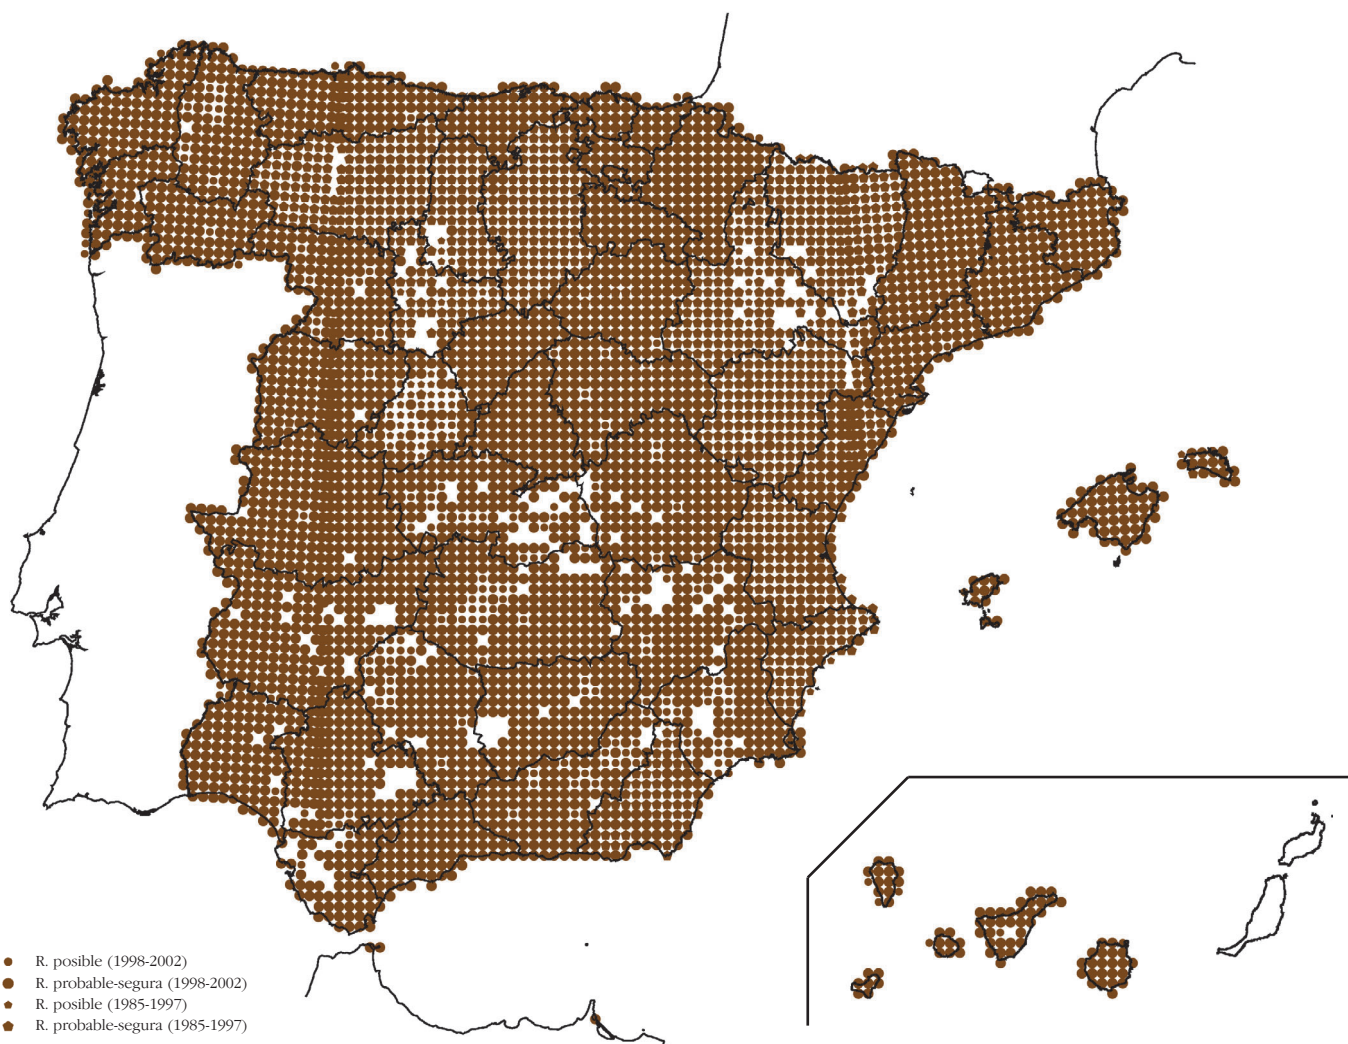 R. posible (1998-2002)
R. probable-segura (1998-2002)
R. posible (1985-1997)
R. probable-segura (1985-1997)